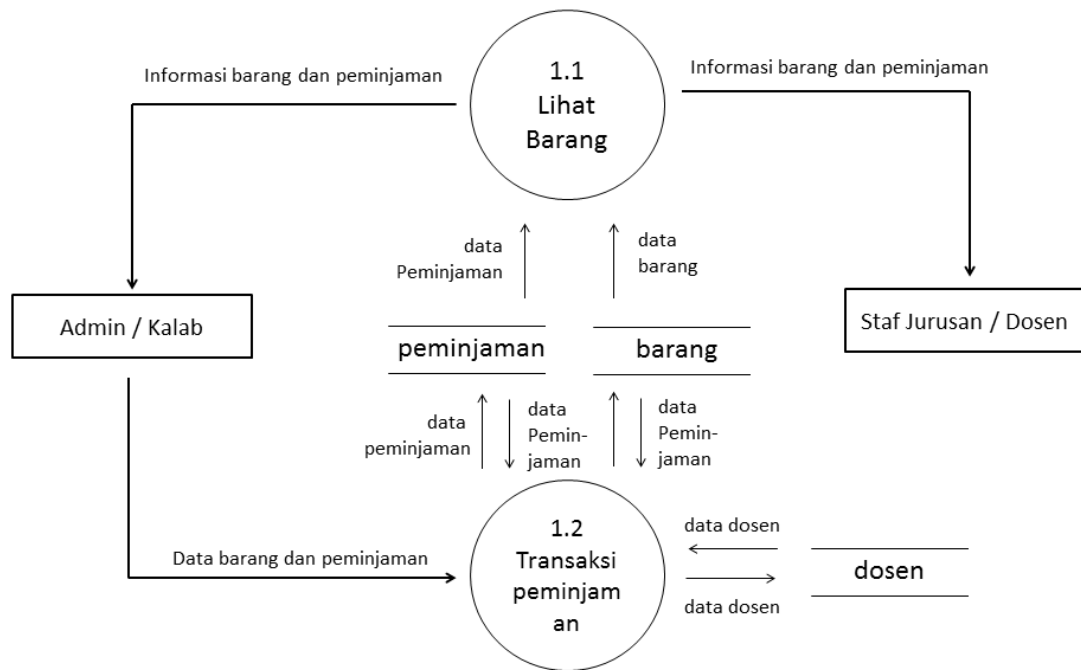 Informasi barang dan peminjaman
1.1
Lihat
Barang
Informasi barang dan peminjaman
data
Peminjaman
data
barang
Admin / Kalab
Staf Jurusan / Dosen
peminjaman
barang
data
peminjaman
data
Pemin-
jaman
data
Pemin-
jaman
Data barang dan peminjaman
1.2
Transaksi
peminjam
an
data dosen
dosen
data dosen